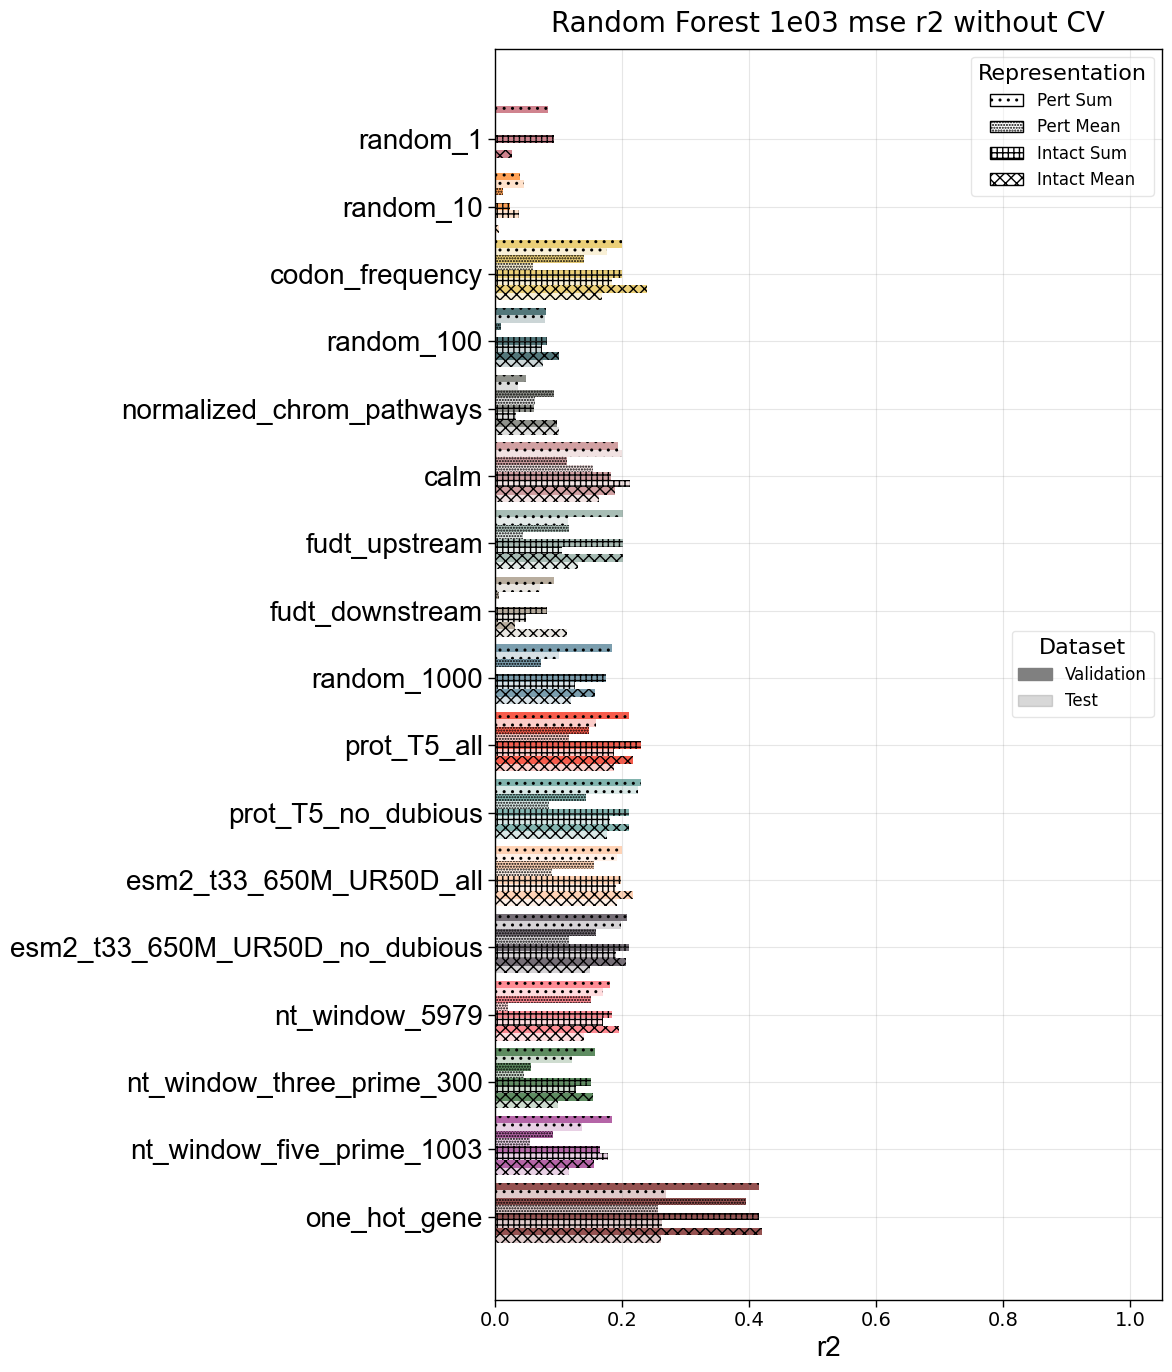 Random Forest 1e03 mse r2 without CV
Representation
Pert Sum
Pert Mean
Intact Sum
Intact Mean
random_1
random_10
codon_frequency
random_100
normalized_chrom_pathways
calm
fudt_upstream
fudt_downstream
Dataset
Validation
Test
random_1000
prot_T5_all
prot_T5_no_dubious
esm2_t33_650M_UR50D_all
esm2_t33_650M_UR50D_no_dubious
nt_window_5979
nt_window_three_prime_300
nt_window_five_prime_1003
one_hot_gene
0.0 0.2 0.4 0.6 0.8 1.0
r2